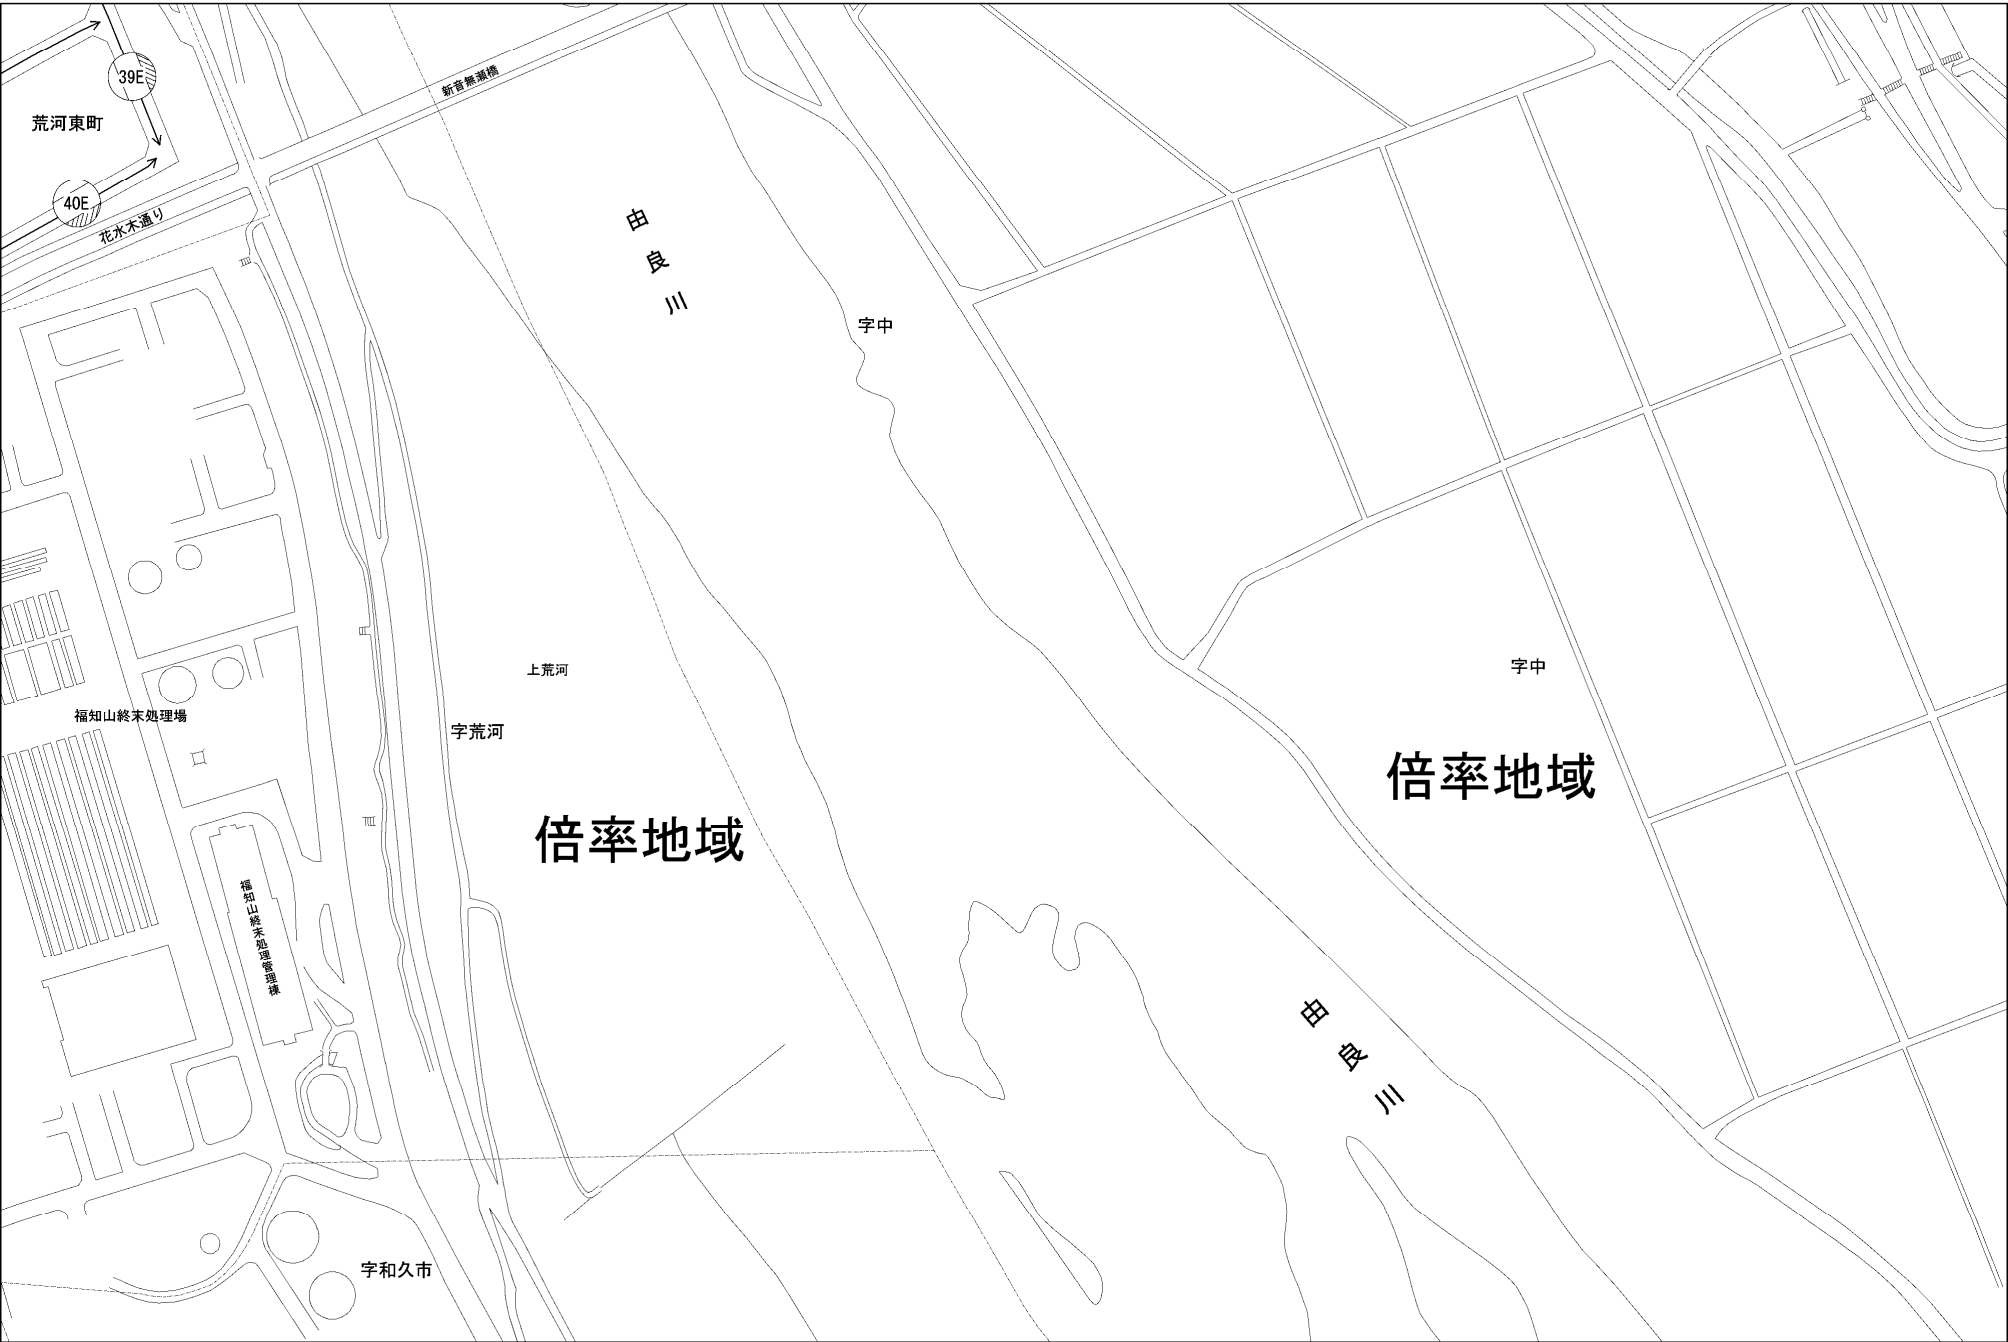 39E
新音無瀬橋
荒河東町
40E
花水木通り
由良川
字中
上荒河
字中
福知山終末処理場
字荒河
倍率地域
倍率地域
福知山終末処理管理棟
由良川
字和久市